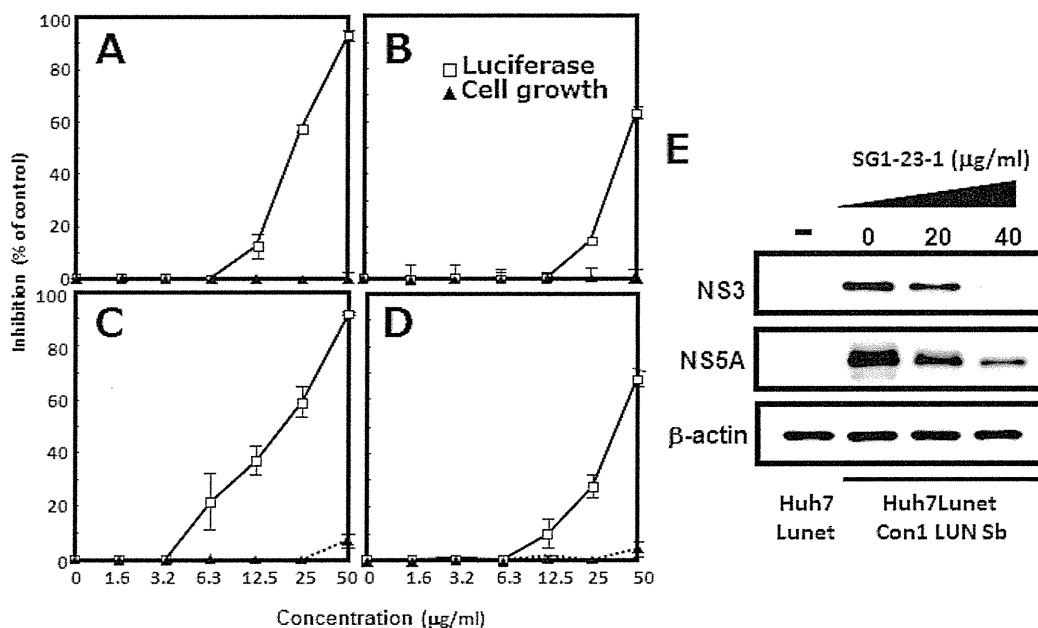 A
B
Luciferase
Cell growth
C
D
100
80
60
40
20
0
100
80
60
40
20
0
Inhibition (% of control)
0 1.6 3.2 6.3 12.5 25 50
0 1.6 3.2 6.3 12.5 25 50
Concentration (μg/ml)
E
SG1-23-1 (μg/ml)
– 0 20 40
NS3
NS5A
β-actin
Huh7
Lunet
Huh7Lunet
Con1 LUN Sb